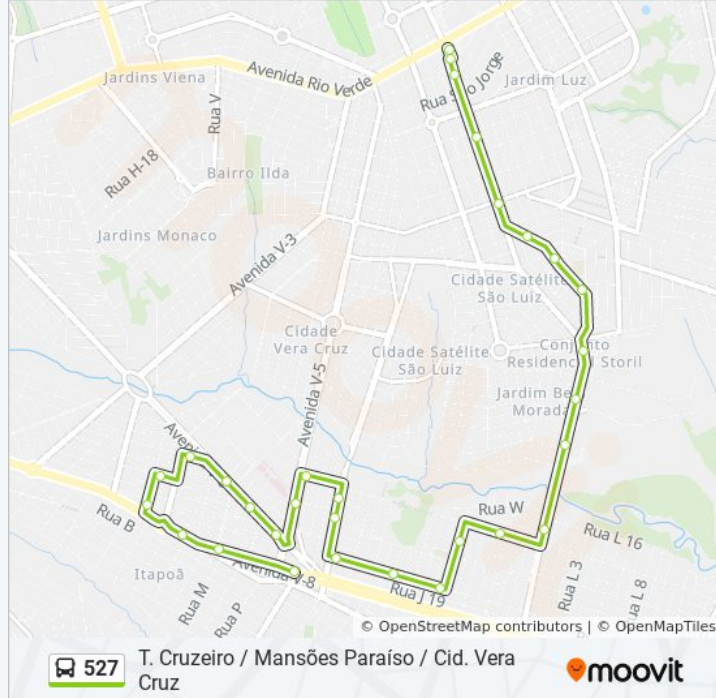 Jardins Viena
Avenida Rio Verde
Rua São Jorge
Jardim Luz
Rua V
Rua H-18
Bairro Ilda
Jardins Monaco
Avenida V-3
Cidade Satélite
São Luiz
Cidade
Vera Cruz
Cidade Satélite
São Luiz
Conjunto
Residencial Storil
Avenida V-5
Jardim Bela
Morada
Rua W
Rua B
Rua L 16
Itapoã
Avenida V-8
Rua M
Rua P
Rua J 19
Rua L 3
Rua L 8
© OpenStreetMap contributors | © OpenMapTiles
527
T. Cruzeiro / Mansões Paraíso / Cid. Vera
Cruz
moovit